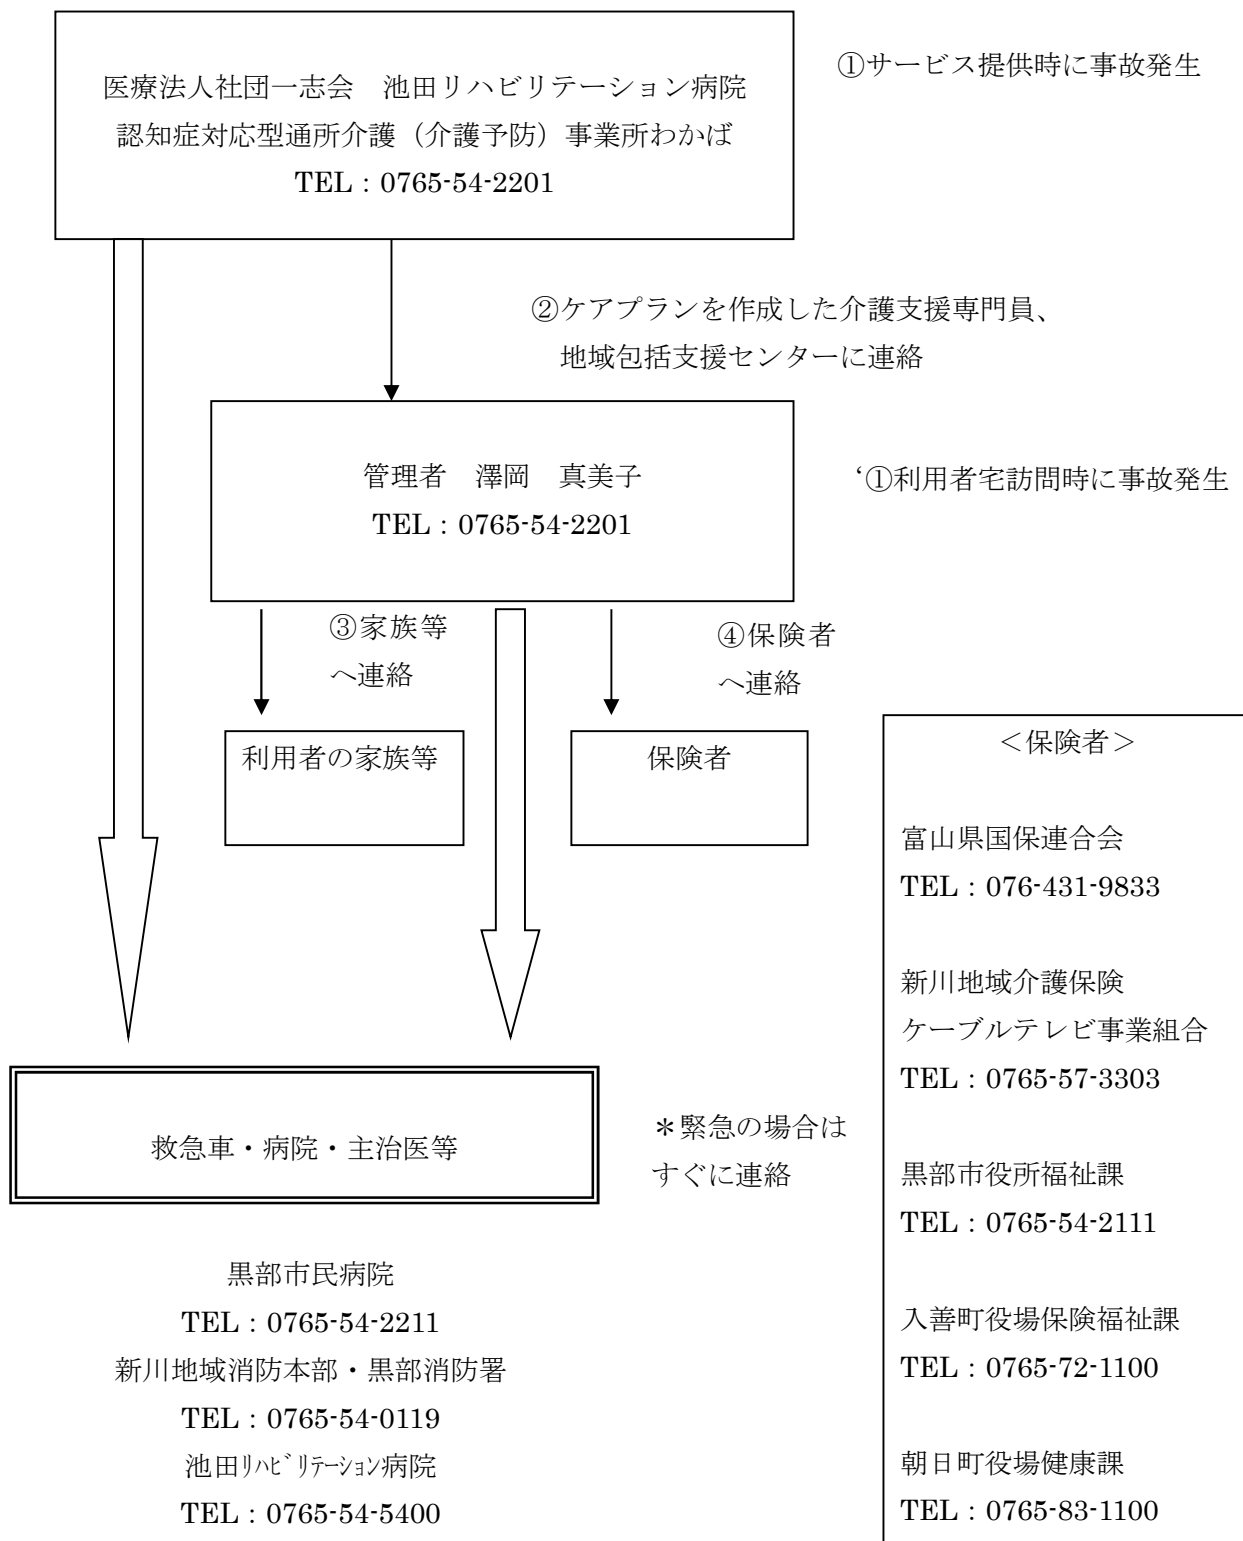 医療法人社団一志会　池田リハビリテーション病院
認知症対応型通所介護（介護予防）事業所わかば
TEL：0765-54-2201
①サービス提供時に事故発生
②ケアプランを作成した介護支援専門員、
地域包括支援センターに連絡
管理者　澤岡　真美子
TEL：0765-54-2201
‘①利用者宅訪問時に事故発生
③家族等
へ連絡
④保険者
へ連絡
利用者の家族等
保険者
救急車・病院・主治医等
＊緊急の場合は
すぐに連絡
黒部市民病院
TEL：0765-54-2211
新川地域消防本部・黒部消防署
TEL：0765-54-0119
池田ﾘﾊﾋﾞﾘﾃｰｼｮﾝ病院
TEL：0765-54-5400
＜保険者＞
富山県国保連合会
TEL：076-431-9833
新川地域介護保険
ケーブルテレビ事業組合
TEL：0765-57-3303
黒部市役所福祉課
TEL：0765-54-2111
入善町役場保険福祉課
TEL：0765-72-1100
朝日町役場健康課
TEL：0765-83-1100